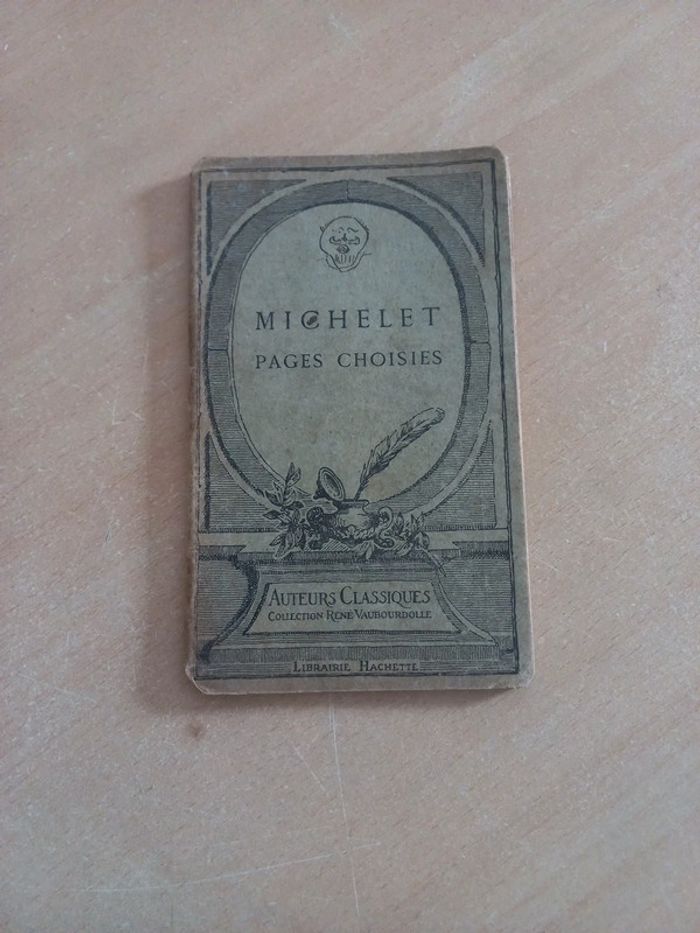 MICHELET
PAGES CHOISIES
AUTEURS CLASSIQUES
COLLECTION RENÉ VAUBOURDOLLE
LIBRAIRIE HACHETTE